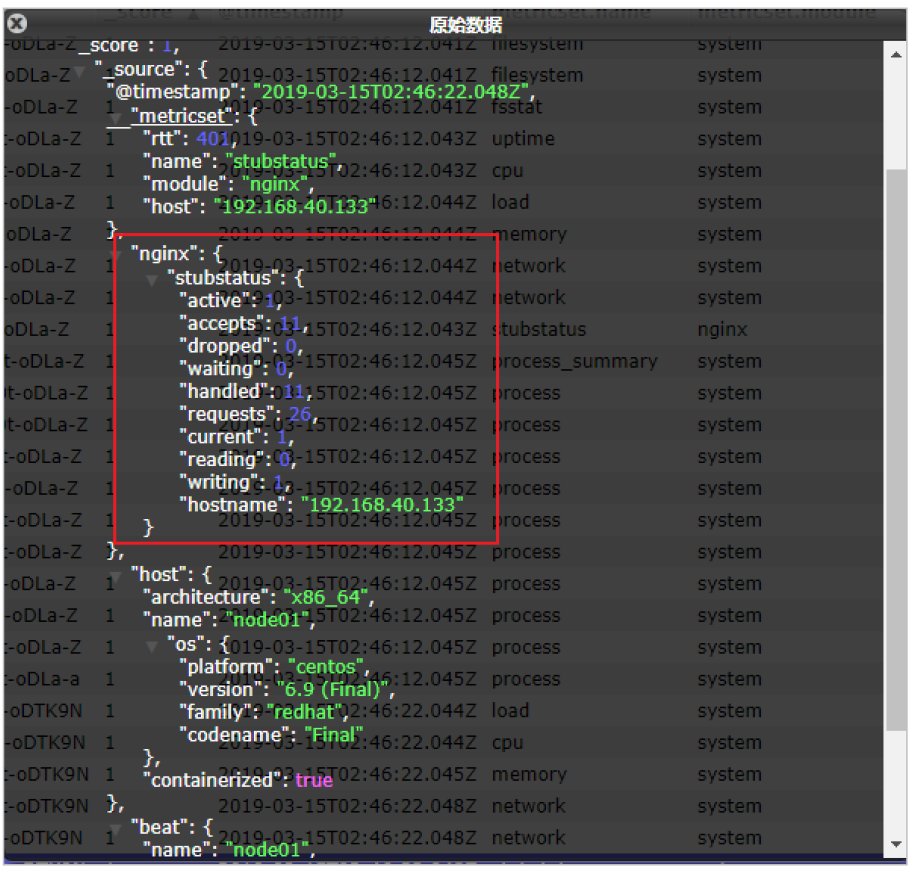 原始数据
_score : 1,
"_source": {
"@timestamp": "2019-03-15T02:46:22.048Z",
"metricset": {
"rtt": 401,
"name": "stubstatus",
"module": "nginx",
"host": "192.168.40.133"
},
"nginx": {
"stubstatus": {
"active": 1,
"accepts": 11,
"dropped": 0,
"waiting": 0,
"handled": 11,
"requests": 26,
"current": 1,
"reading": 0,
"writing": 1,
"hostname": "192.168.40.133"
}
},
"host": {
"architecture": "x86_64",
"name": "node01",
"os": {
"platform": "centos",
"version": "6.9 (Final)",
"family": "redhat",
"codename": "Final"
},
"containerized": true
},
"beat": {
"name": "node01",
_score @timestamp metricset.name metricset.module
-oDLa-Z 2019-03-15T02:46:12.041Z filesystem system
oDLa-Z 2019-03-15T02:46:12.041Z filesystem system
-oDLa-Z 1 2019-03-15T02:46:12.041Z fsstat system
t-oDLa-Z 1 2019-03-15T02:46:12.043Z uptime system
:-oDLa-Z 1 2019-03-15T02:46:12.043Z cpu system
-oDLa-Z 1 2019-03-15T02:46:12.044Z load system
oDLa-Z 1 2019-03-15T02:46:12.044Z memory system
-oDLa-Z 1 2019-03-15T02:46:12.044Z network system
-oDLa-Z 1 2019-03-15T02:46:12.044Z network system
oDLa-Z 1 2019-03-15T02:46:12.043Z stubstatus nginx
t-oDLa-Z 1 2019-03-15T02:46:12.045Z process_summary system
t-oDLa-Z 1 2019-03-15T02:46:12.045Z process system
t-oDLa-Z 1 2019-03-15T02:46:12.045Z process system
:-oDLa-Z 1 2019-03-15T02:46:12.045Z process system
-oDLa-Z 1 2019-03-15T02:46:12.045Z process system
:-oDLa-Z 1 2019-03-15T02:46:12.045Z process system
:-oDLa-Z 1 2019-03-15T02:46:12.045Z process system
:-oDLa-Z 1 2019-03-15T02:46:12.045Z process system
-oDLa-Z 1 2019-03-15T02:46:12.045Z process system
:-oDLa-Z 1 2019-03-15T02:46:12.045Z process system
:-oDLa-a 1 2019-03-15T02:46:12.045Z process system
-oDTK9N 1 2019-03-15T02:46:22.044Z load system
-oDTK9N 1 2019-03-15T02:46:22.044Z cpu system
t-oDTK9N 1 2019-03-15T02:46:22.044Z memory system
:-oDTK9N 1 2019-03-15T02:46:22.048Z network system
-oDTK9N 1 2019-03-15T02:46:22.048Z network system